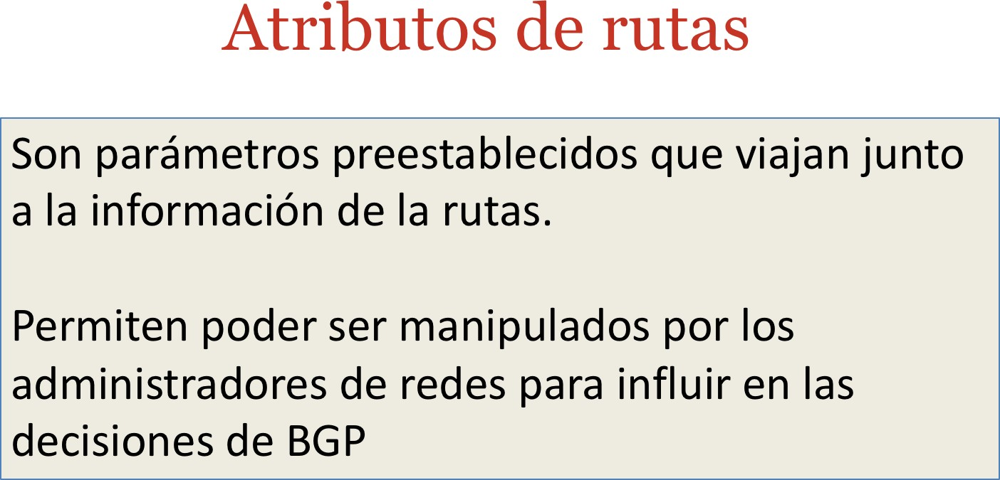 Atributos de rutas
Son parámetros preestablecidos que viajan junto
a la información de la rutas.
Permiten poder ser manipulados por los
administradores de redes para influir en las
decisiones de BGP